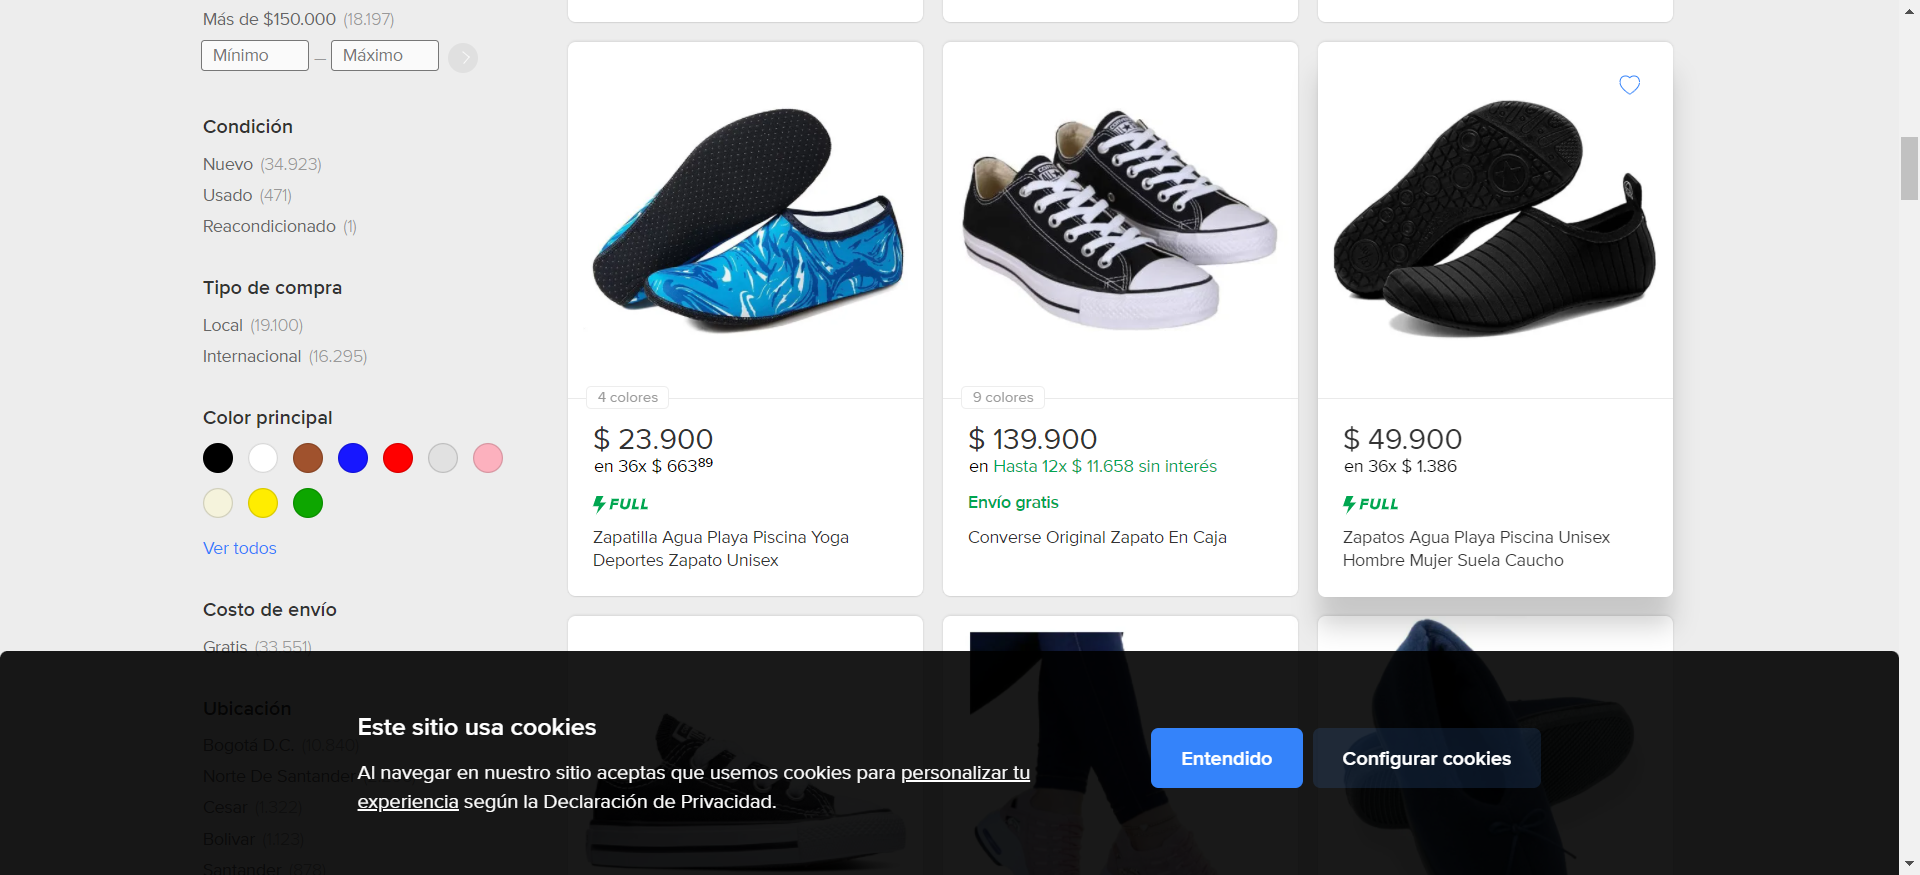 Más de $150.000 (18.197)
Mínimo — Máximo
Condición
Nuevo (34.923)
Usado (471)
Reacondicionado (1)
Tipo de compra
Local (19.100)
Internacional (16.295)
Color principal
Ver todos
Costo de envío
Gratis (33.551)
Ubicación
Bogotá D.C. (10.840)
Norte De Santander
Cesar (1.322)
Bolivar (1.123)
Santander (878)
4 colores
$ 23.900
en 36x $ 663⁸⁹
FULL
Zapatilla Agua Playa Piscina Yoga
Deportes Zapato Unisex
9 colores
$ 139.900
en Hasta 12x $ 11.658 sin interés
Envío gratis
Converse Original Zapato En Caja
$ 49.900
en 36x $ 1.386
FULL
Zapatos Agua Playa Piscina Unisex
Hombre Mujer Suela Caucho
Este sitio usa cookies
Al navegar en nuestro sitio aceptas que usemos cookies para personalizar tu
experiencia según la Declaración de Privacidad.
Entendido
Configurar cookies